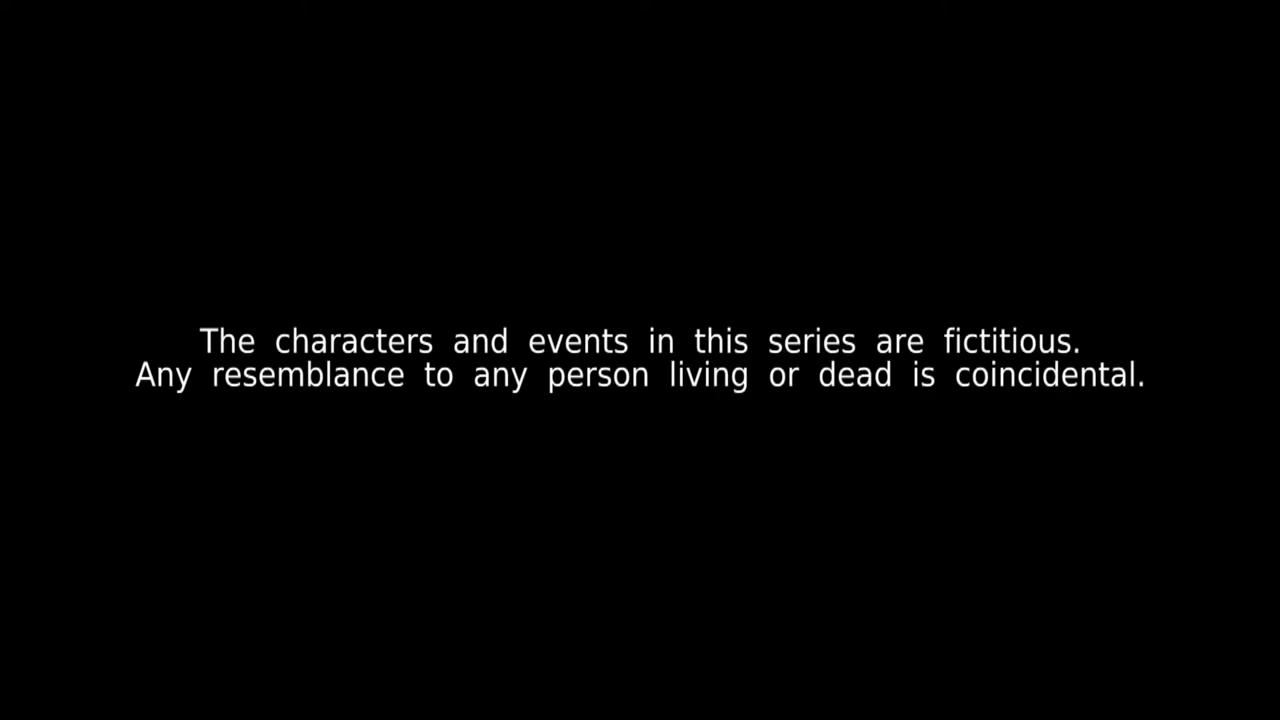 The characters and events in this series are fictitious.
Any resemblance to any person living or dead is coincidental.